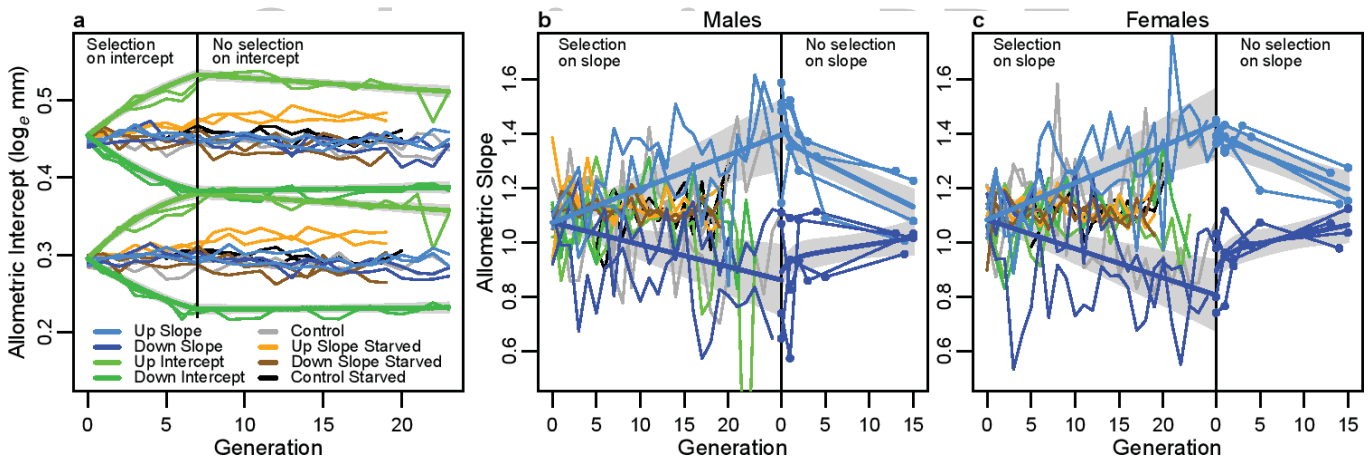 a
Selection
on intercept
No selection
on intercept
Allometric Intercept (logₑ mm)
0.5
0.4
0.3
0.2
Up Slope
Down Slope
Up Intercept
Down Intercept
Control
Up Slope Starved
Down Slope Starved
Control Starved
0 5 10 15 20
Generation
b
Males
Selection
on slope
No selection
on slope
Allometric Slope
1.6
1.4
1.2
1.0
0.8
0.6
0 5 10 15 20 0 5 10 15
Generation
c
Females
Selection
on slope
No selection
on slope
1.6
1.4
1.2
1.0
0.8
0.6
0 5 10 15 20 0 5 10 15
Generation